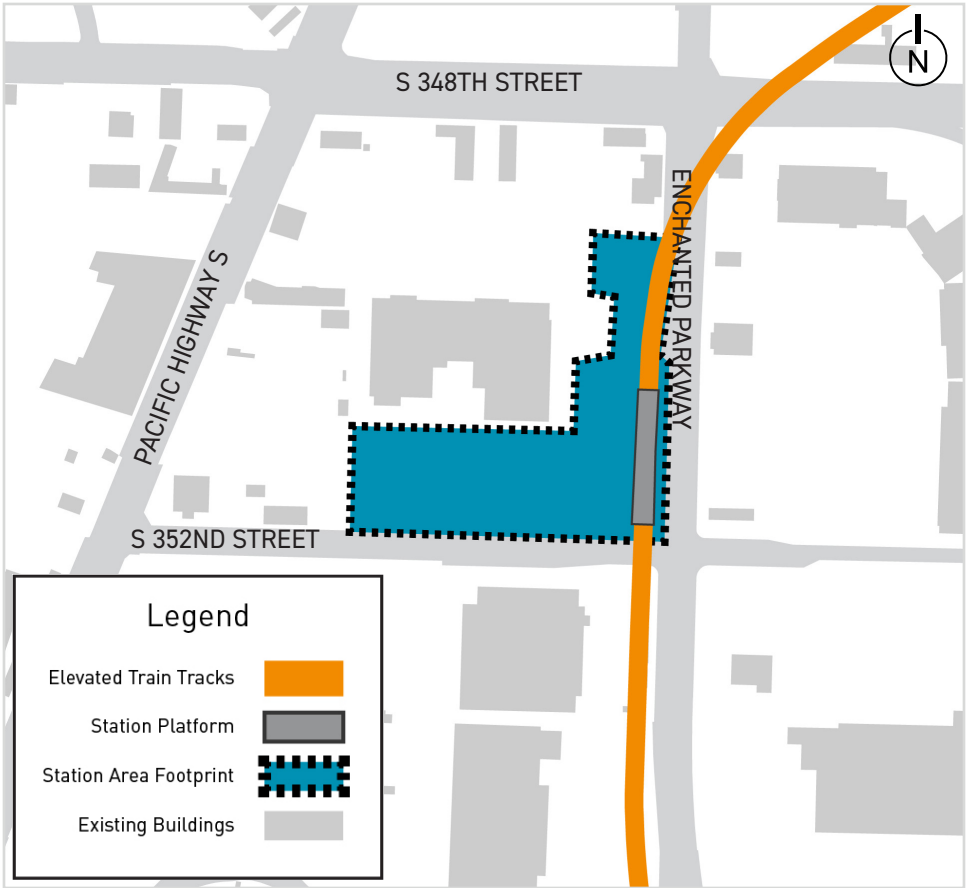 N
S 348TH STREET
ENCHANTED PARKWAY
PACIFIC HIGHWAY S
S 352ND STREET
Legend
Elevated Train Tracks
Station Platform
Station Area Footprint
Existing Buildings